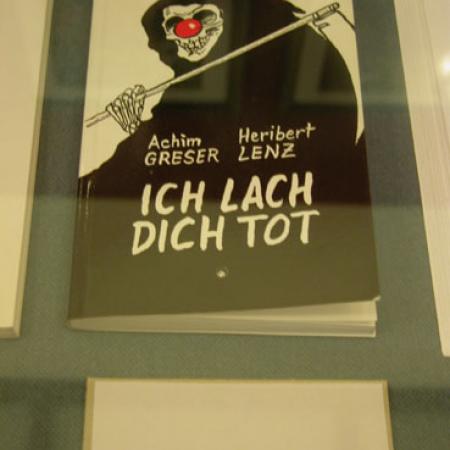 Achim Heribert
GRESER LENZ
ICH LACH
DICH TOT